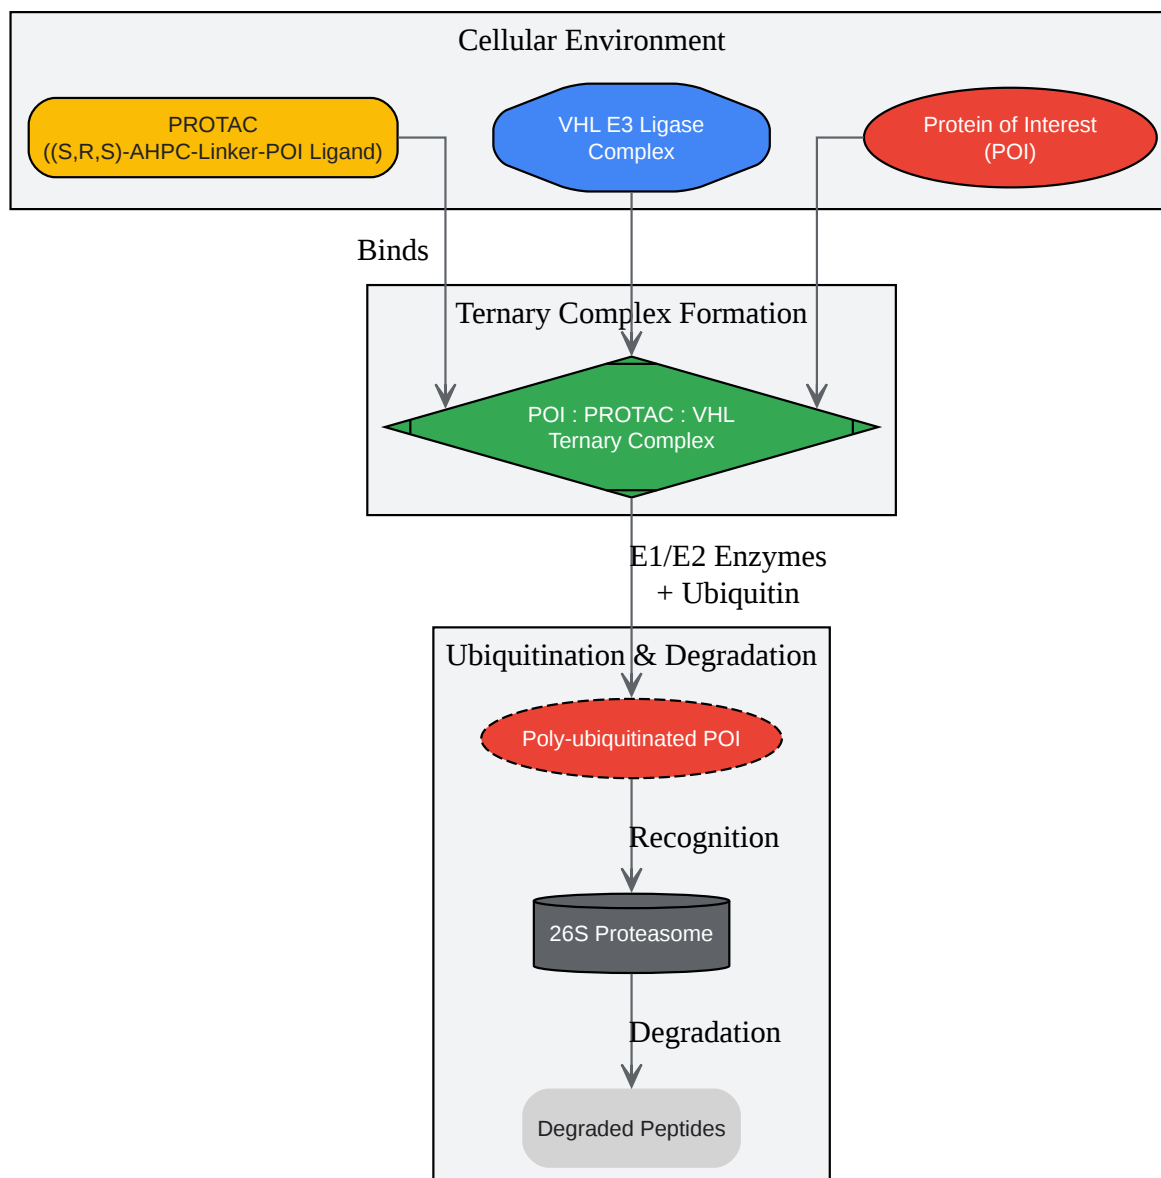 Cellular Environment
PROTAC
((S,R,S)-AHPC-Linker-POI Ligand)
VHL E3 Ligase
Complex
Protein of Interest
(POI)
Binds
Ternary Complex Formation
POI : PROTAC : VHL
Ternary Complex
E1/E2 Enzymes
+ Ubiquitin
Ubiquitination & Degradation
Poly-ubiquitinated POI
Recognition
26S Proteasome
Degradation
Degraded Peptides